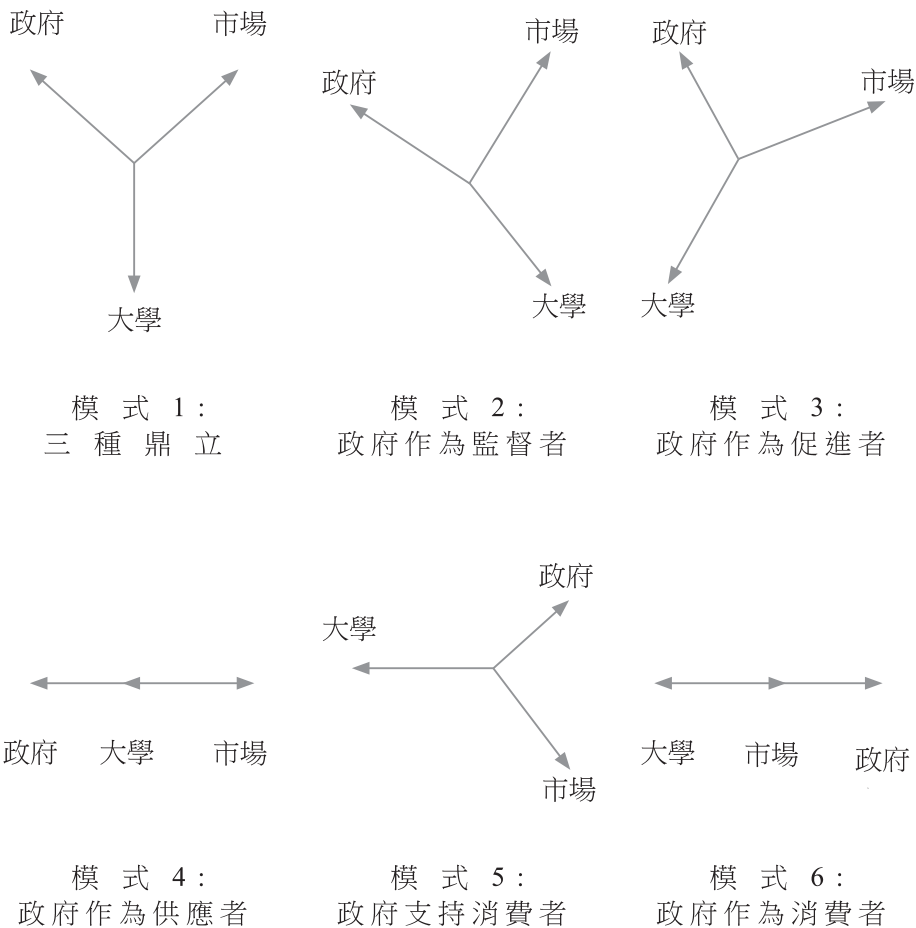 政府
市場
大學
模式1：
三種鼎立
政府
市場
大學
模式2：
政府作為監督者
政府
市場
大學
模式3：
政府作為促進者
政府 大學 市場
模式4：
政府作為供應者
大學
政府
市場
模式5：
政府支持消費者
大學 市場 政府
模式6：
政府作為消費者